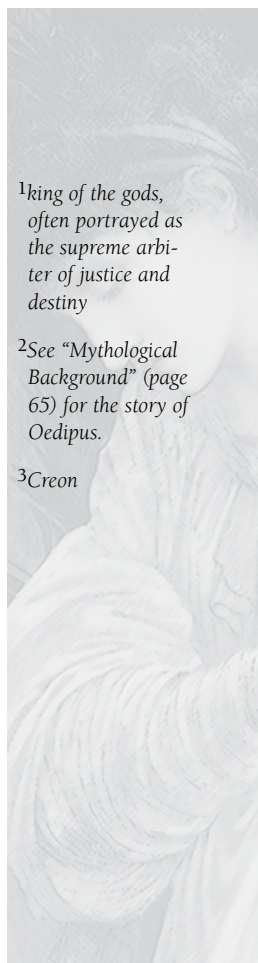 1king of the gods,
often portrayed as
the supreme arbi-
ter of justice and
destiny
2See “Mythological
Background” (page
65) for the story of
Oedipus.
3Creon